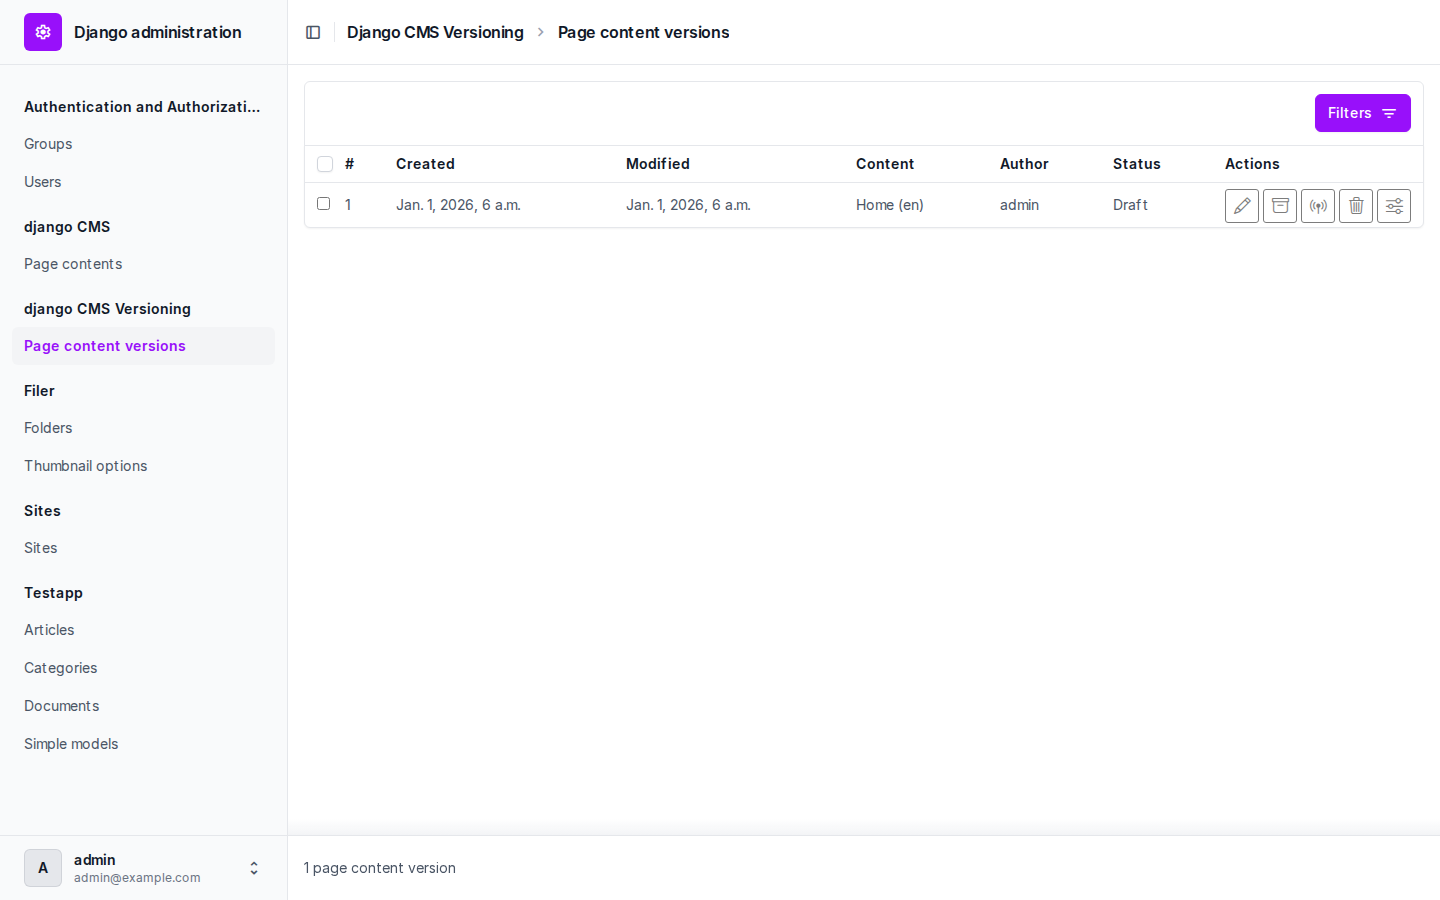 Django administration
Django CMS Versioning > Page content versions
Authentication and Authorizati...
Groups
Users
django CMS
Page contents
django CMS Versioning
Page content versions
Filer
Folders
Thumbnail options
Sites
Sites
Testapp
Articles
Categories
Documents
Simple models
A
admin
admin@example.com
Filters
# Created Modified Content Author Status Actions
1 Jan. 1, 2026, 6 a.m. Jan. 1, 2026, 6 a.m. Home (en) admin Draft
1 page content version